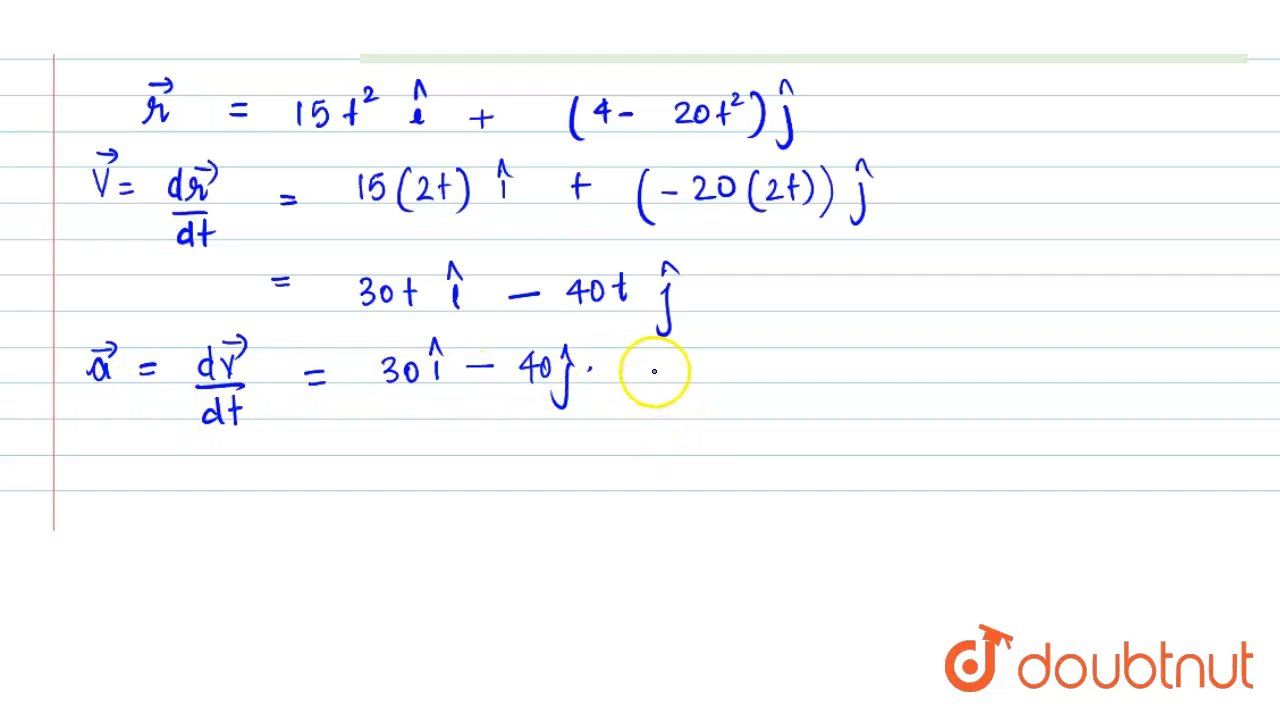 r⃗ = 15t² î + (4 - 20t²) ĵ
V⃗ = dr⃗/dt = 15(2t) î + (-20(2t)) ĵ
= 30t î - 40t ĵ
a⃗ = dv⃗/dt = 30î - 40ĵ.
doubtnut